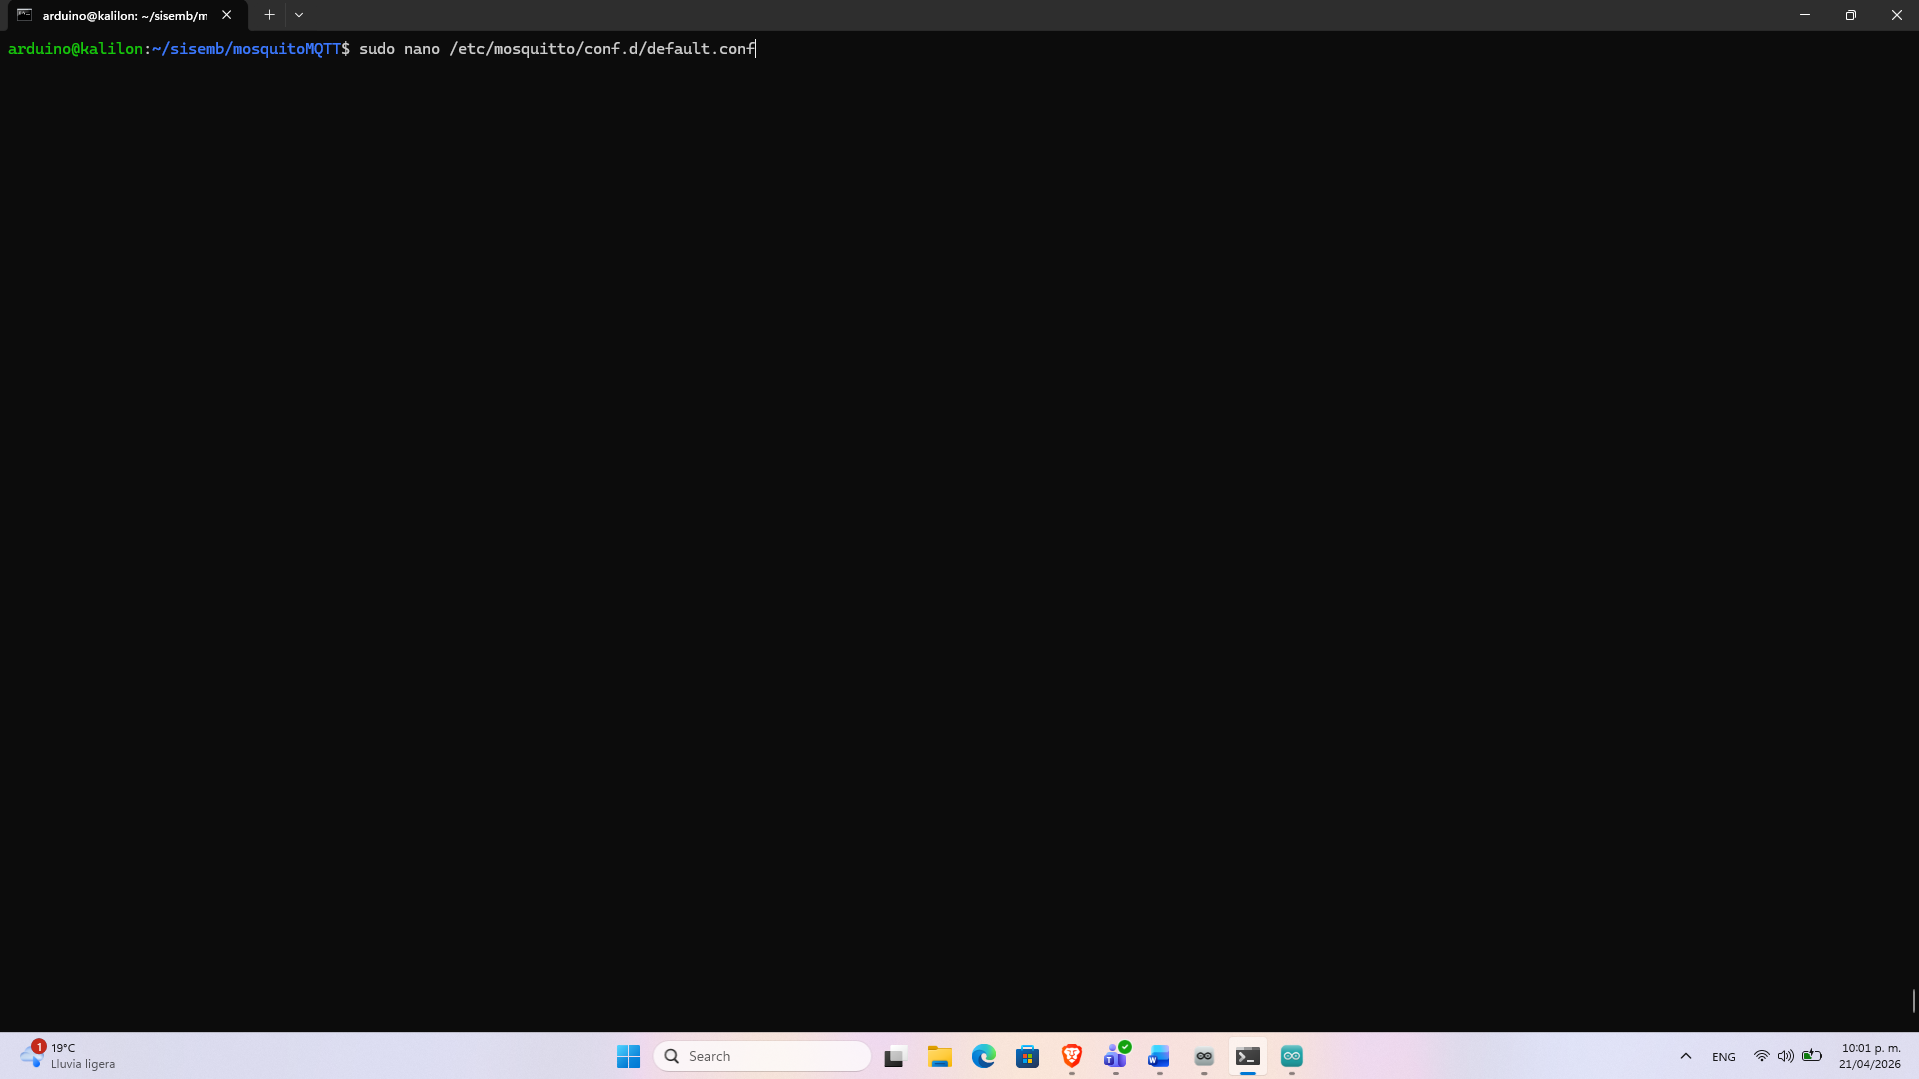 arduino@kalilon: ~/sisemb/m
arduino@kalilon:~/sisemb/mosquitoMQTT$ sudo nano /etc/mosquitto/conf.d/default.conf
1
19°C
Lluvia ligera
Search
ENG
10:01 p. m.
21/04/2026